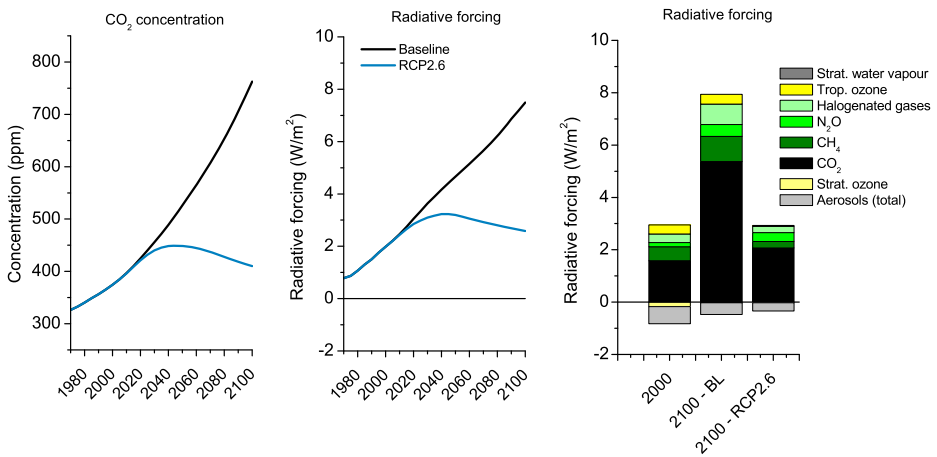 CO2 concentration
Concentration (ppm)
800
700
600
500
400
300
1980
2000
2020
2040
2060
2080
2100
Radiative forcing
Radiative forcing (W/m2)
Baseline
RCP2.6
10
8
6
4
2
0
-2
1980
2000
2020
2040
2060
2080
2100
Radiative forcing
Radiative forcing (W/m2)
10
8
6
4
2
0
-2
Strat. water vapour
Trop. ozone
Halogenated gases
N2O
CH4
CO2
Strat. ozone
Aerosols (total)
2000
2100 - BL
2100 - RCP2.6